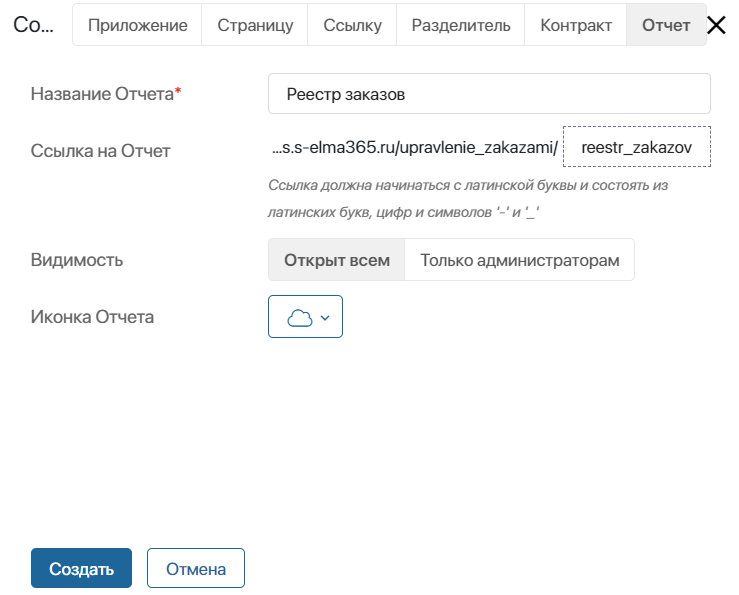 Со... Приложение Страницу Ссылку Разделитель Контракт Отчет
Название Отчета* Реестр заказов
Ссылка на Отчет ...s.s-elma365.ru/upravlenie_zakazami/ reestr_zakazov
Ссылка должна начинаться с латинской буквы и состоять из
латинских букв, цифр и символов '-' и '_'
Видимость Открыт всем Только администраторам
Иконка Отчета
Создать Отмена